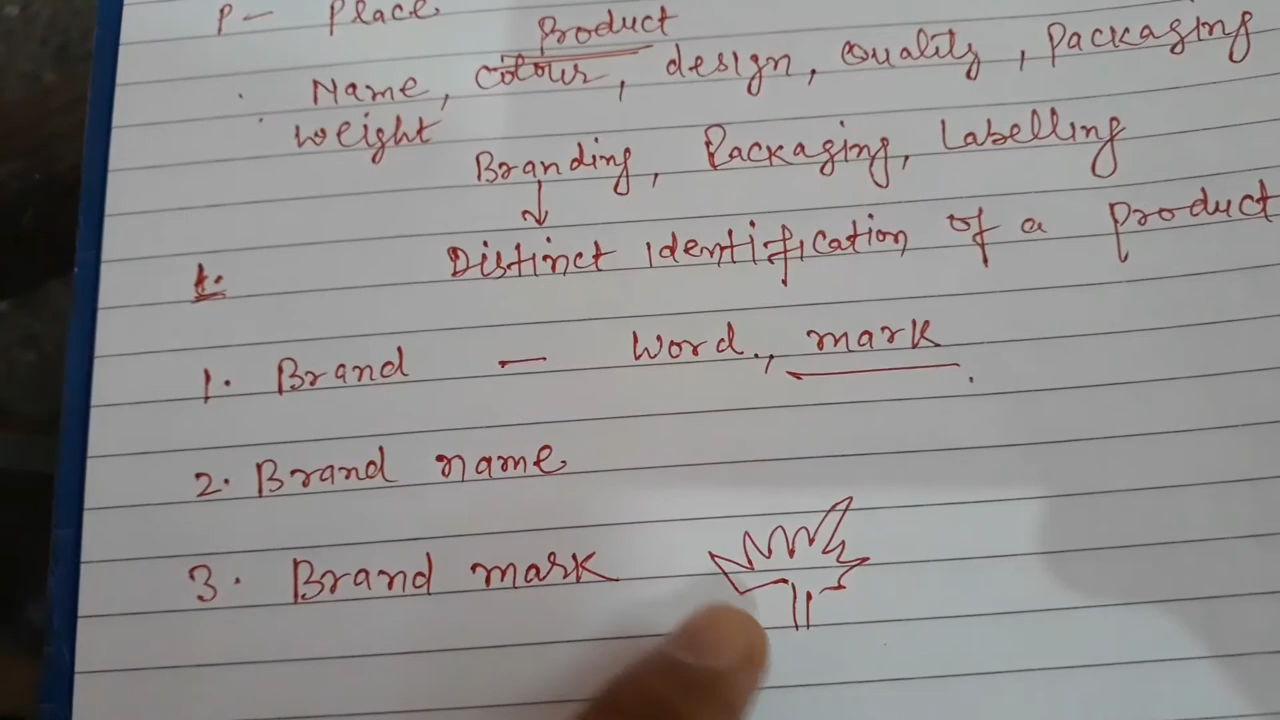 P - Place
Product
Name, colour, design, quality, Packaging
weight
Branding, Packaging, Labelling
↓
Distinct identification of a product
1.
1. Brand — word, mark.
2. Brand name
3. Brand mark